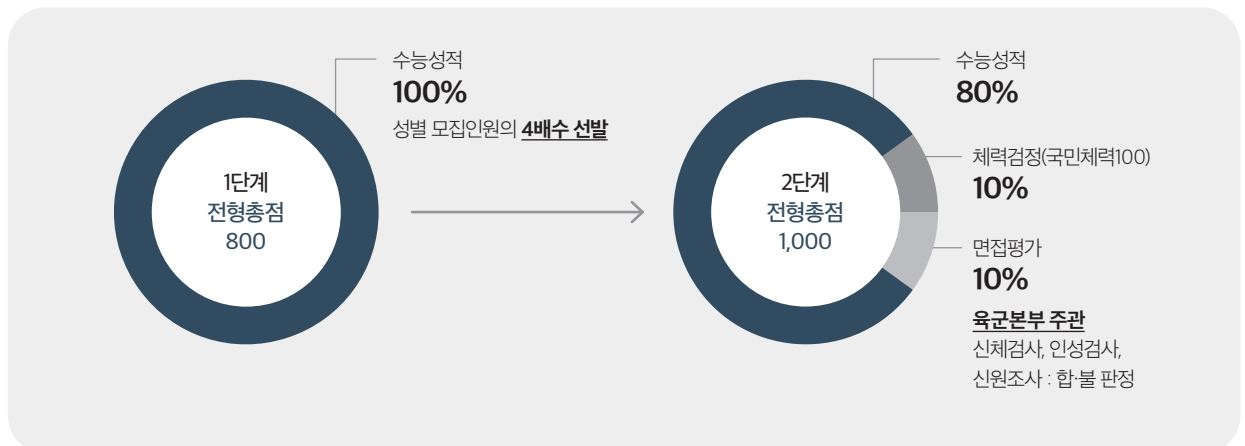 수능성적
100%
성별 모집인원의 4배수 선발
1단계
전형총점
800
수능성적
80%
2단계
전형총점
1,000
체력검정(국민체력100)
10%
면접평가
10%
육군본부 주관
신체검사, 인성검사,
신원조사 : 합·불 판정